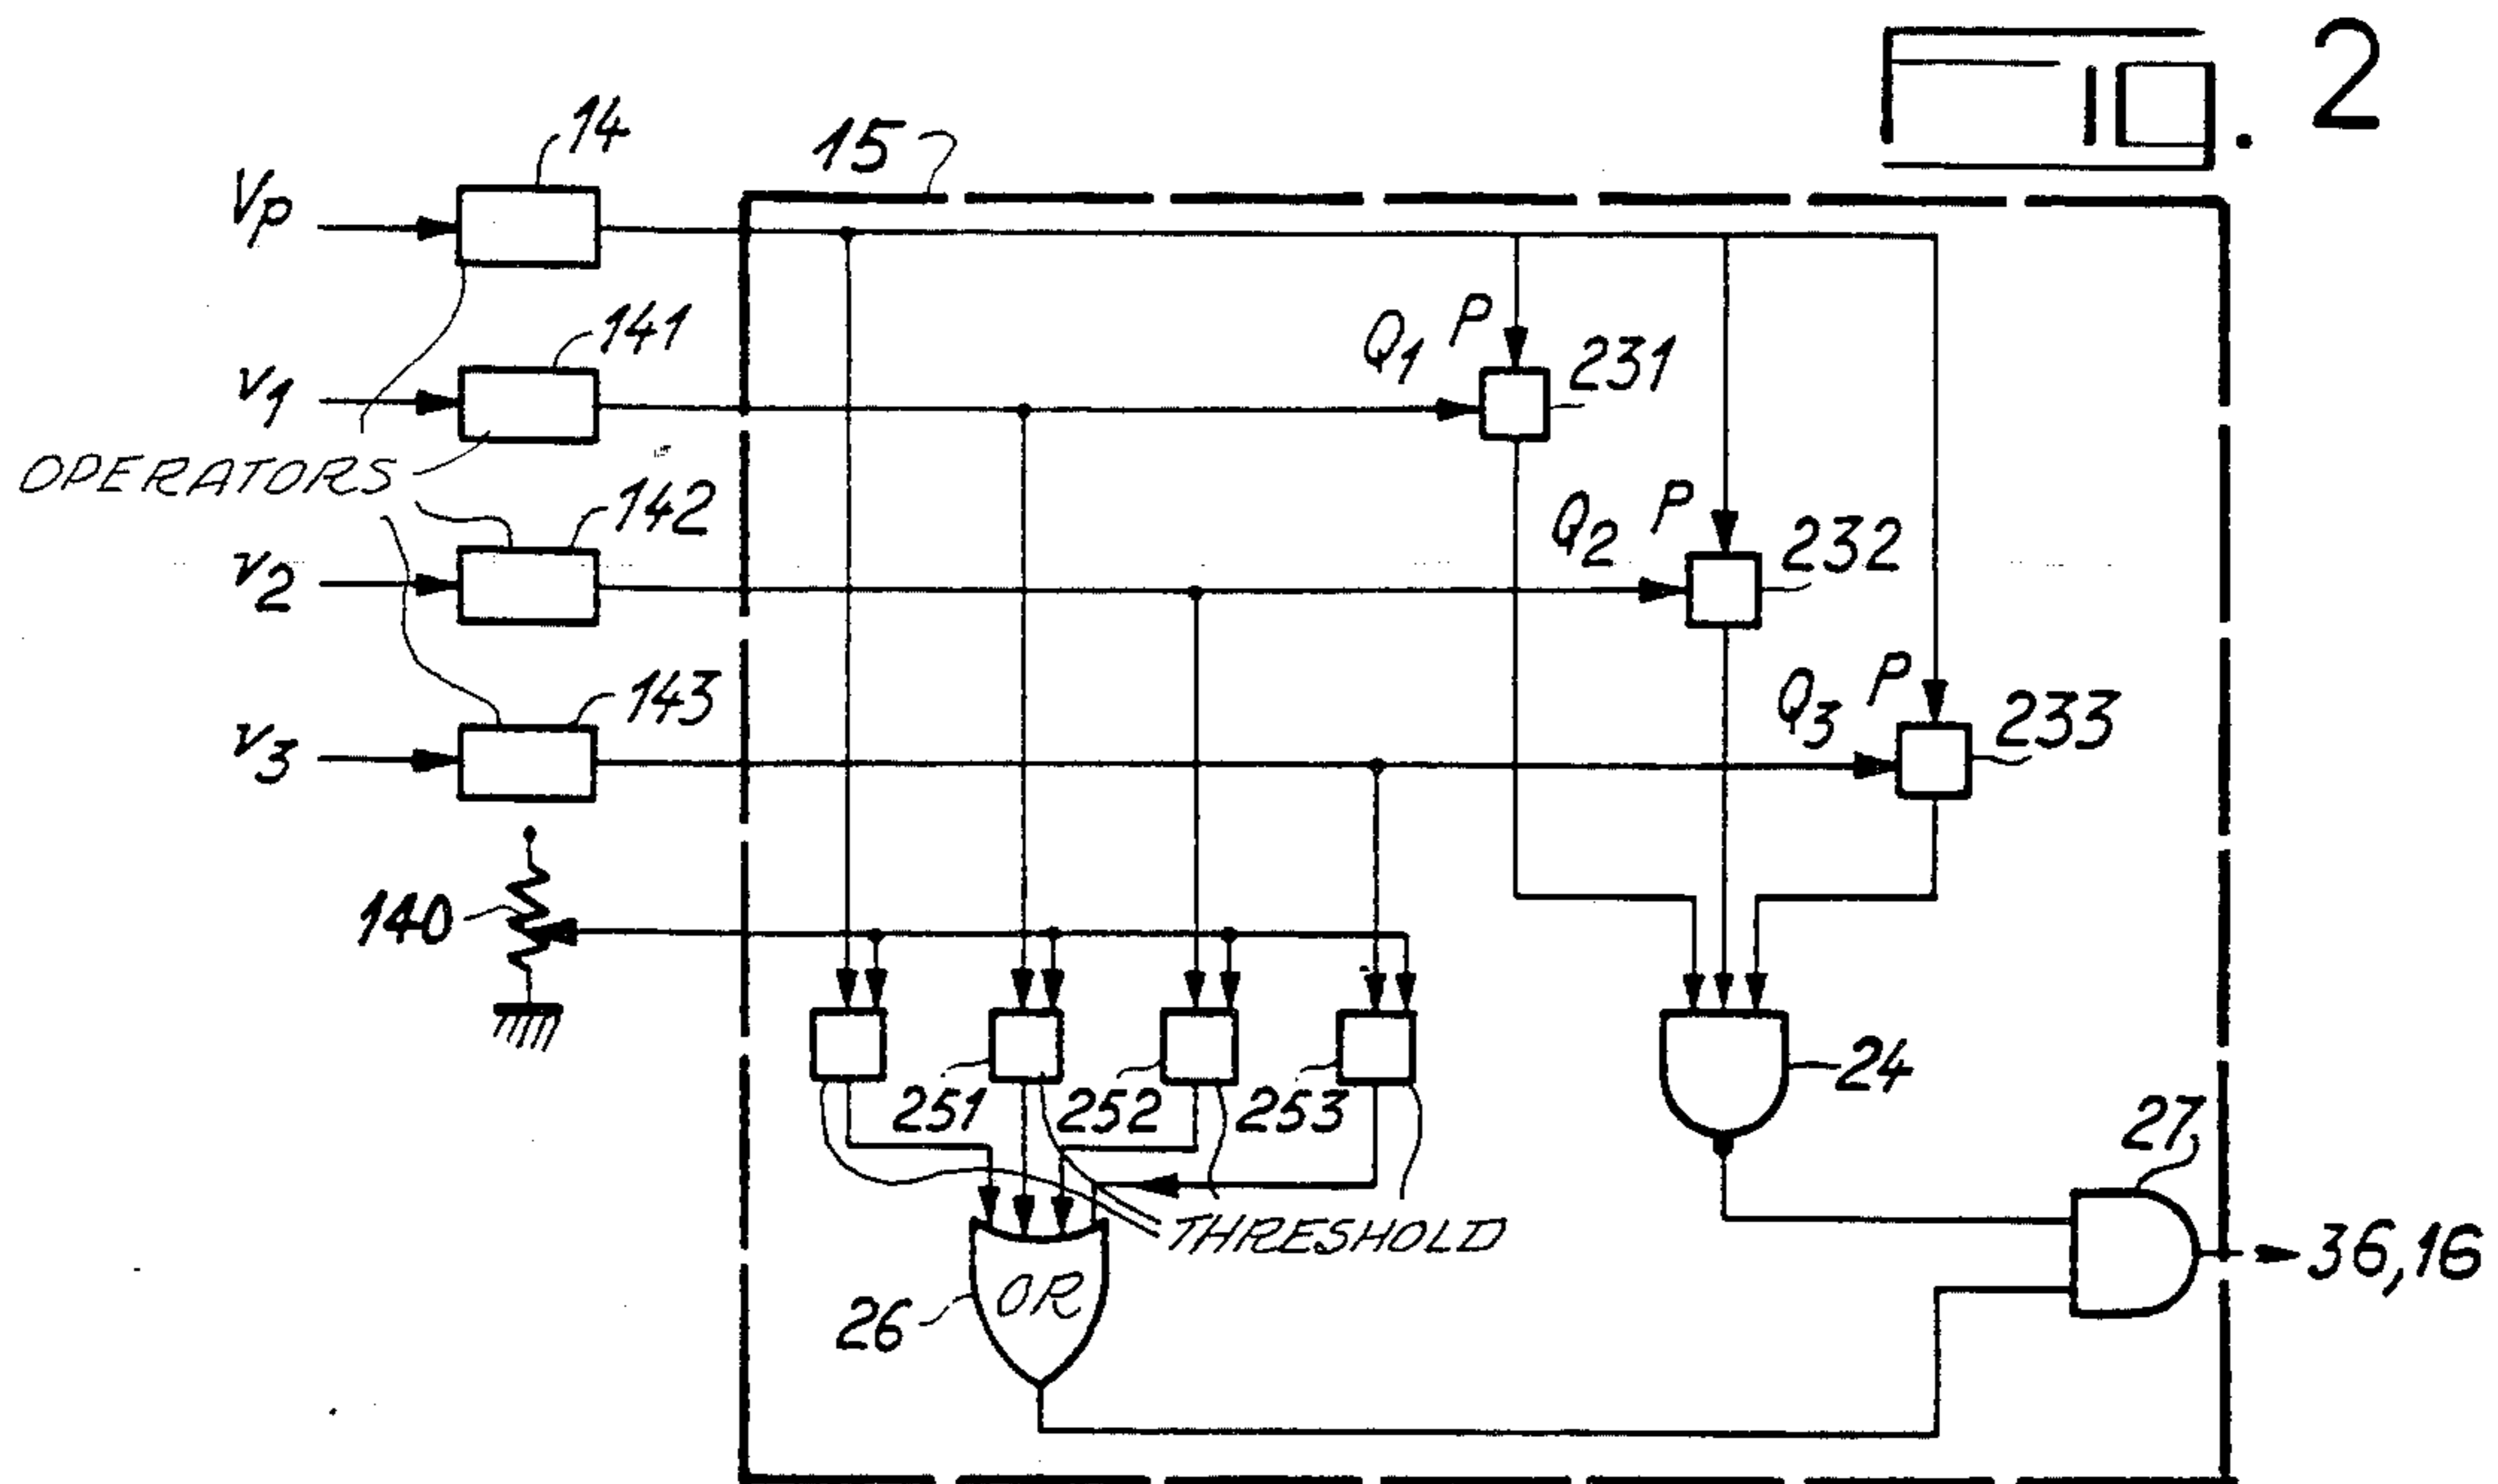 FIG. 2
14
15
Vp
141
v1
Q1 P
231
OPERATORS
142
v2
Q2 P
232
143
v3
Q3 P
233
140
251
252
253
24
27
THRESHOLD
OR
26
36,16